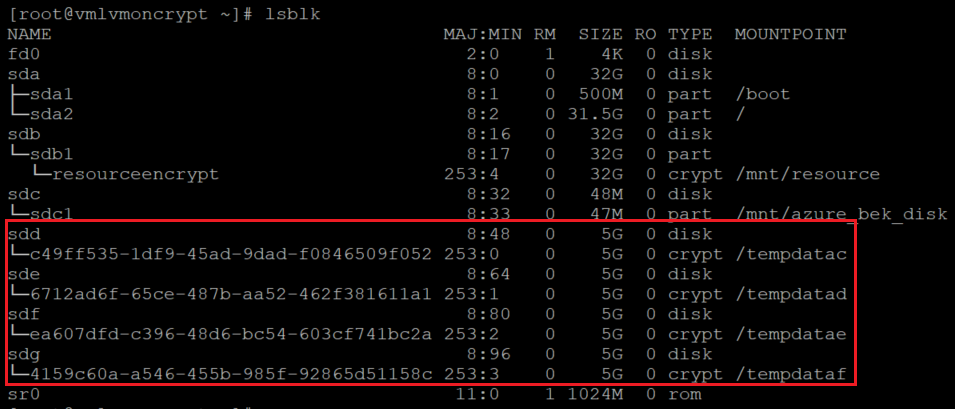 [root@vmlvmoncrypt ~]# lsblk
NAME MAJ:MIN RM SIZE RO TYPE MOUNTPOINT
fd0 2:0 1 4K 0 disk
sda 8:0 0 32G 0 disk
├─sda1 8:1 0 500M 0 part /boot
└─sda2 8:2 0 31.5G 0 part /
sdb 8:16 0 32G 0 disk
└─sdb1 8:17 0 32G 0 part
└─resourceencrypt 253:4 0 32G 0 crypt /mnt/resource
sdc 8:32 0 48M 0 disk
└─sdc1 8:33 0 47M 0 part /mnt/azure_bek_disk
sdd 8:48 0 5G 0 disk
└─c49ff535-1df9-45ad-9dad-f0846509f052 253:0 0 5G 0 crypt /tempdatac
sde 8:64 0 5G 0 disk
└─6712ad6f-65ce-487b-aa52-462f381611a1 253:1 0 5G 0 crypt /tempdatad
sdf 8:80 0 5G 0 disk
└─ea607dfd-c396-48d6-bc54-603cf741bc2a 253:2 0 5G 0 crypt /tempdatae
sdg 8:96 0 5G 0 disk
└─4159c60a-a546-455b-985f-92865d51158c 253:3 0 5G 0 crypt /tempdataf
sr0 11:0 1 1024M 0 rom